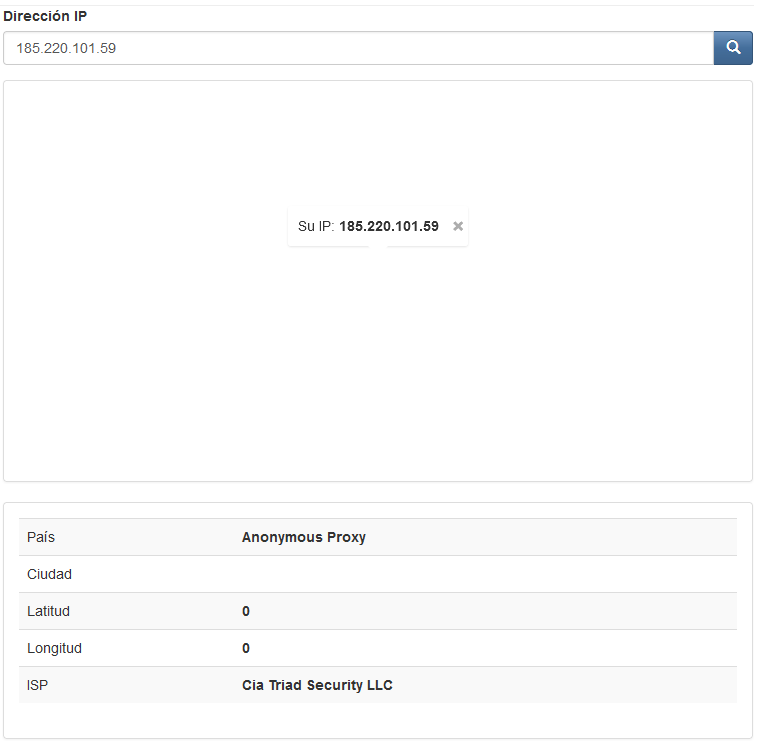 Dirección IP
185.220.101.59
Su IP: 185.220.101.59
País Anonymous Proxy
Ciudad
Latitud 0
Longitud 0
ISP Cia Triad Security LLC